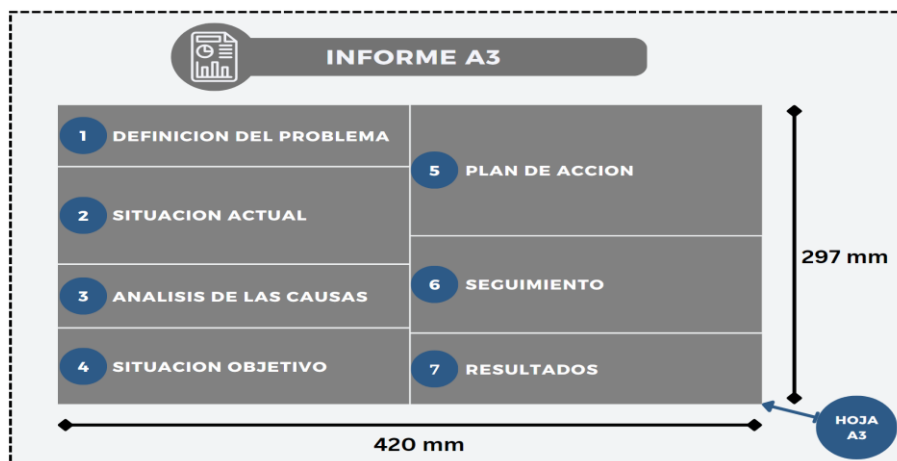 INFORME A3
1 DEFINICION DEL PROBLEMA
2 SITUACION ACTUAL
3 ANALISIS DE LAS CAUSAS
4 SITUACION OBJETIVO
5 PLAN DE ACCION
6 SEGUIMIENTO
7 RESULTADOS
297 mm
420 mm
HOJA
A3